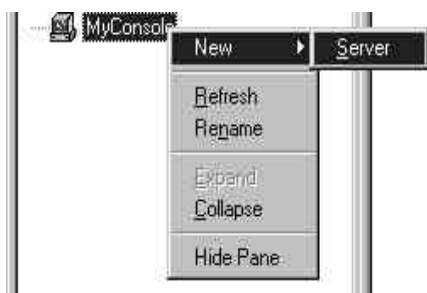 MyConsole
New
Server
Refresh
Rename
Expand
Collapse
Hide Pane